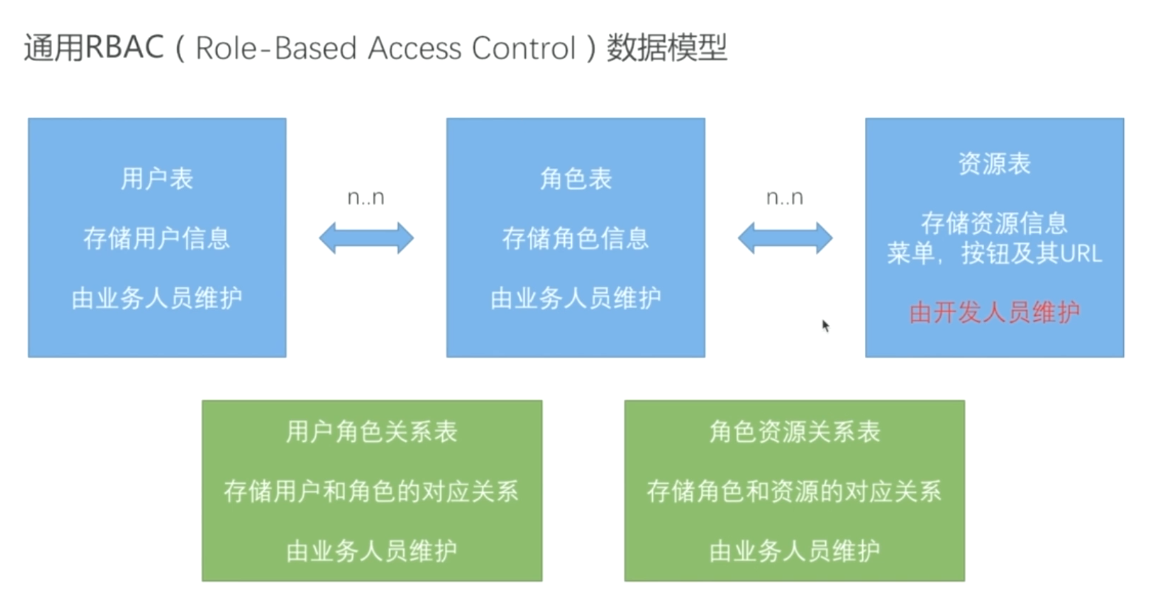 通用RBAC（Role-Based Access Control）数据模型
用户表
存储用户信息
由业务人员维护
n..n
角色表
存储角色信息
由业务人员维护
n..n
资源表
存储资源信息
菜单，按钮及其URL
由开发人员维护
用户角色关系表
存储用户和角色的对应关系
由业务人员维护
角色资源关系表
存储角色和资源的对应关系
由业务人员维护